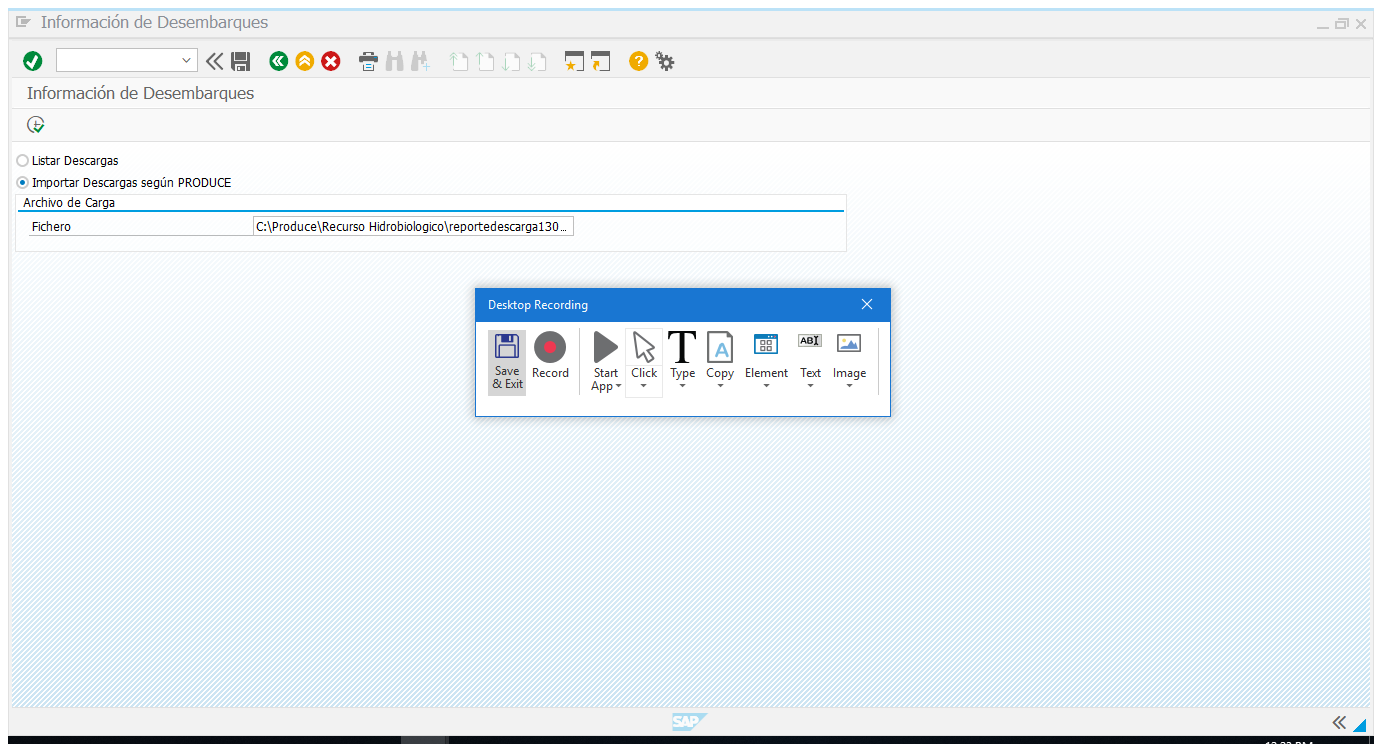 Información de Desembarques
Información de Desembarques
Listar Descargas
Importar Descargas según PRODUCE
Archivo de Carga
Fichero C:\Produce\Recurso Hidrobiologico\reportedescarga130...
Desktop Recording
Save & Exit
Record
Start App
Click
T
Type
A
Copy
Element
ABI
Text
Image
SAP